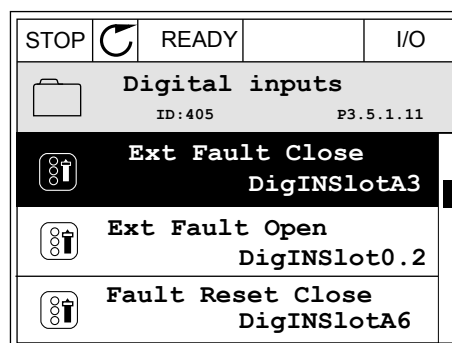 STOP READY I/O
Digital inputs
ID:405 P3.5.1.11
Ext Fault Close
DigINSlotA3
Ext Fault Open
DigINSlot0.2
Fault Reset Close
DigINSlotA6